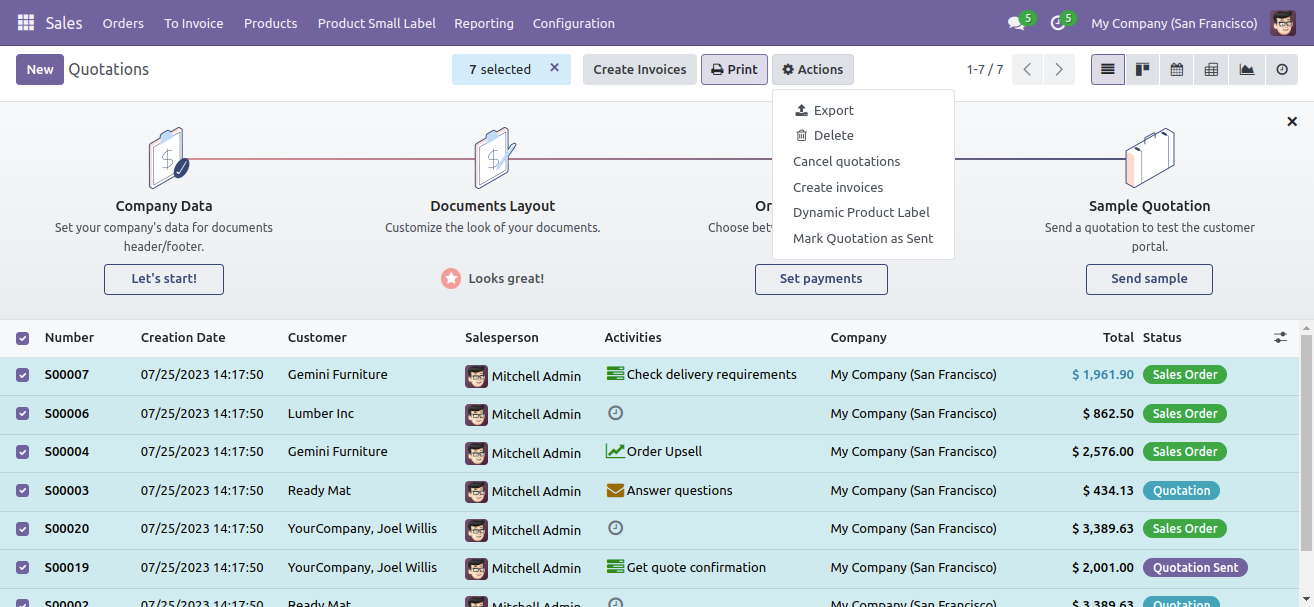 Sales Orders To Invoice Products Product Small Label Reporting Configuration 5 5 My Company (San Francisco)
New Quotations 7 selected × Create Invoices Print Actions 1-7 / 7
Export
Delete
Cancel quotations
Create invoices
Dynamic Product Label
Mark Quotation as Sent
$
Company Data
Set your company's data for documents
header/footer.
Let's start!
$
Documents Layout
Customize the look of your documents.
Looks great!
Choose
Set payments
Sample Quotation
Send a quotation to test the customer
portal.
Send sample
Number Creation Date Customer Salesperson Activities Company Total Status
S00007 07/25/2023 14:17:50 Gemini Furniture Mitchell Admin Check delivery requirements My Company (San Francisco) $ 1,961.90 Sales Order
S00006 07/25/2023 14:17:50 Lumber Inc Mitchell Admin My Company (San Francisco) $ 862.50 Sales Order
S00004 07/25/2023 14:17:50 Gemini Furniture Mitchell Admin Order Upsell My Company (San Francisco) $ 2,576.00 Sales Order
S00003 07/25/2023 14:17:50 Ready Mat Mitchell Admin Answer questions My Company (San Francisco) $ 434.13 Quotation
S00020 07/25/2023 14:17:50 YourCompany, Joel Willis Mitchell Admin My Company (San Francisco) $ 3,389.63 Sales Order
S00019 07/25/2023 14:17:50 YourCompany, Joel Willis Mitchell Admin Get quote confirmation My Company (San Francisco) $ 2,001.00 Quotation Sent
S00002 07/25/2023 14:17:50 Ready Mat Mitchell Admin My Company (San Francisco) $ 3,389.63 Quotation